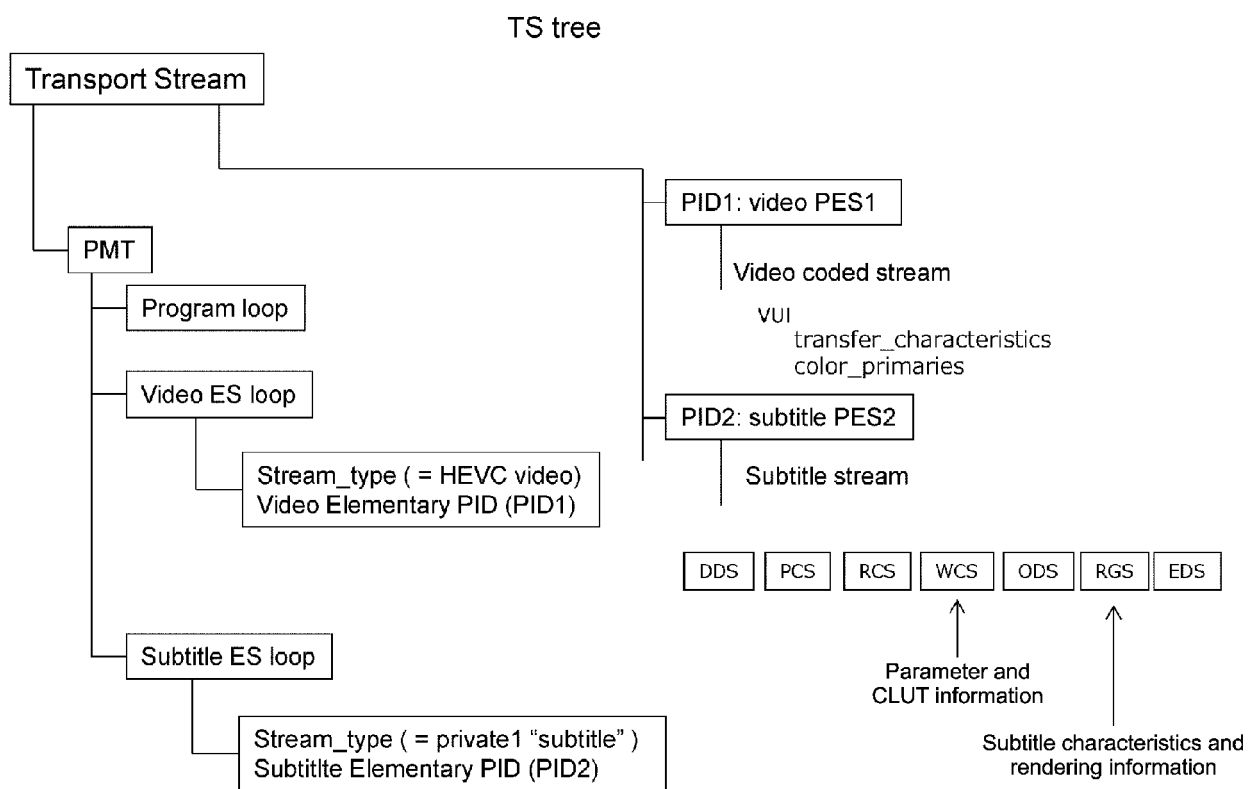 TS tree
Transport Stream
PMT
Program loop
Video ES loop
Stream_type ( = HEVC video)
Video Elementary PID (PID1)
Subtitle ES loop
Stream_type ( = private1 “subtitle” )
Subtitlte Elementary PID (PID2)
PID1: video PES1
Video coded stream
VUI
transfer_characteristics
color_primaries
PID2: subtitle PES2
Subtitle stream
DDS PCS RCS WCS ODS RGS EDS
Parameter and
CLUT information
Subtitle characteristics and
rendering information